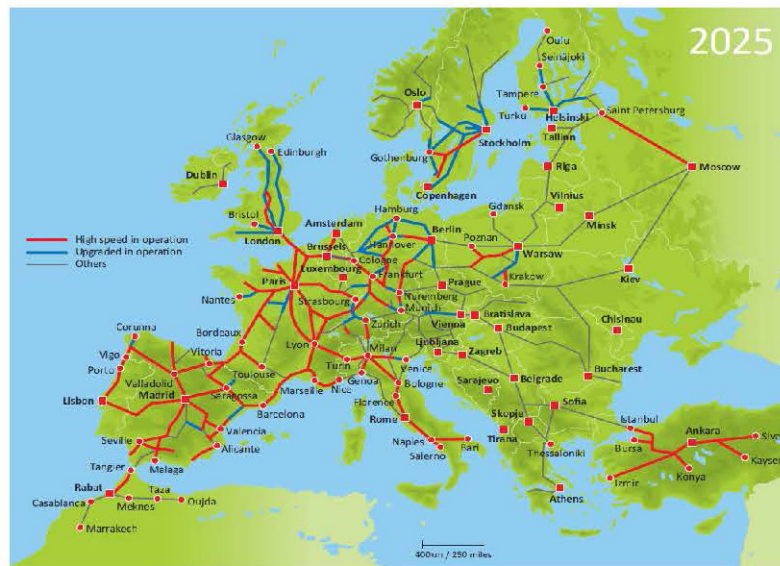 2025
Oulu
Seinäjoki
Tampere
Oslo
Turku
Helsinki
Saint Petersburg
Tallinn
Stockholm
Glasgow
Edinburgh
Gothenburg
Riga
Moscow
Dublin
Copenhagen
Vilnius
Hamburg
Gdansk
Minsk
Bristol
Amsterdam
Berlin
High speed in operation
Upgraded in operation
Others
London
Brussels
Hannover
Poznan
Warsaw
Cologne
Luxembourg
Frankfurt
Krakow
Kiev
Paris
Prague
Nantes
Strasbourg
Nuremberg
Munich
Vienna
Bratislava
Chisinau
Corunna
Bordeaux
Zürich
Budapest
Lyon
Milan
Ljubljana
Zagreb
Vigo
Vitoria
Porto
Toulouse
Turin
Venice
Bucharest
Valladolid
Genoa
Bologne
Sarajevo
Belgrade
Madrid
Saragossa
Marseille
Nice
Florence
Lisbon
Barcelona
Rome
Skopje
Sofia
Istanbul
Ankara
Valencia
Tirana
Bursa
Sivas
Seville
Alicante
Naples
Bari
Thessaloniki
Kayseri
Tangier
Malaga
Salerno
Izmir
Konya
Rabat
Athens
Casablanca
Taza
Meknes
Oujda
Marrakech
400km / 250 miles